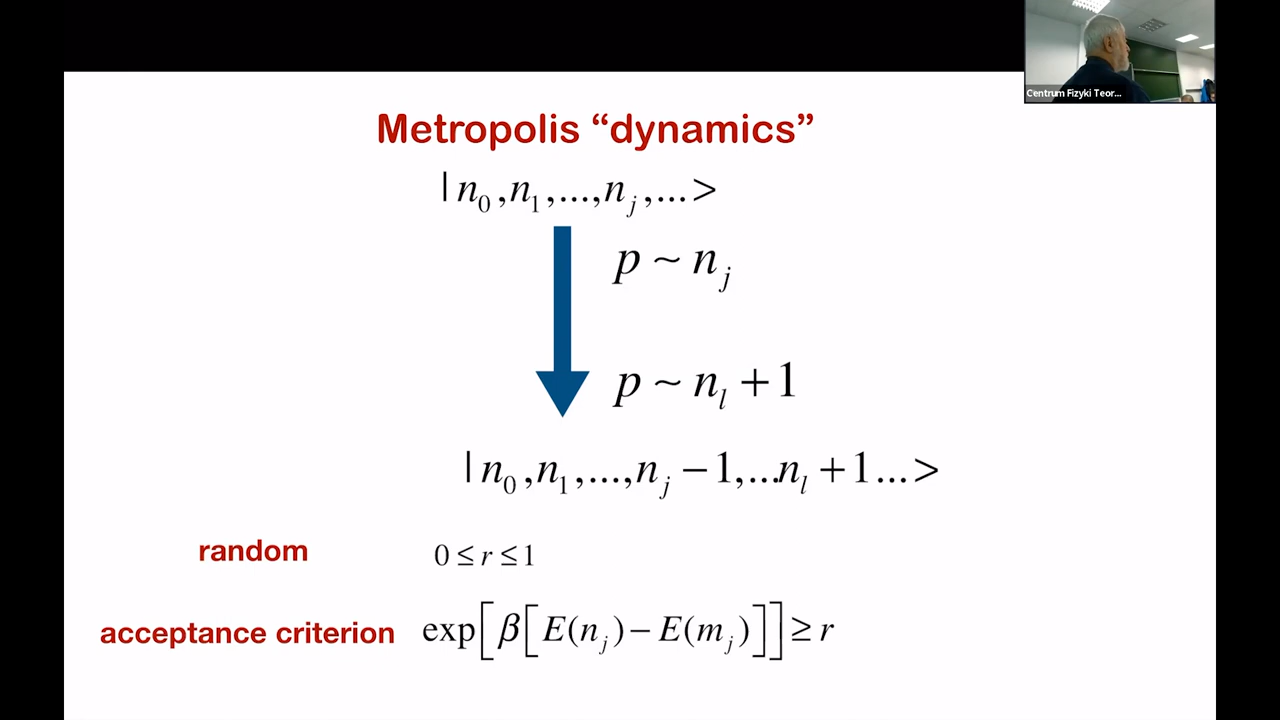 Centrum Fizyki Teor...
Metropolis “dynamics”
|n₀,n₁,...,nⱼ,...>
p ~ nⱼ
p ~ nₗ +1
|n₀,n₁,...,nⱼ −1,...nₗ +1...>
random 0 ≤ r ≤ 1
acceptance criterion exp[β[E(nⱼ)− E(mⱼ)]] ≥ r